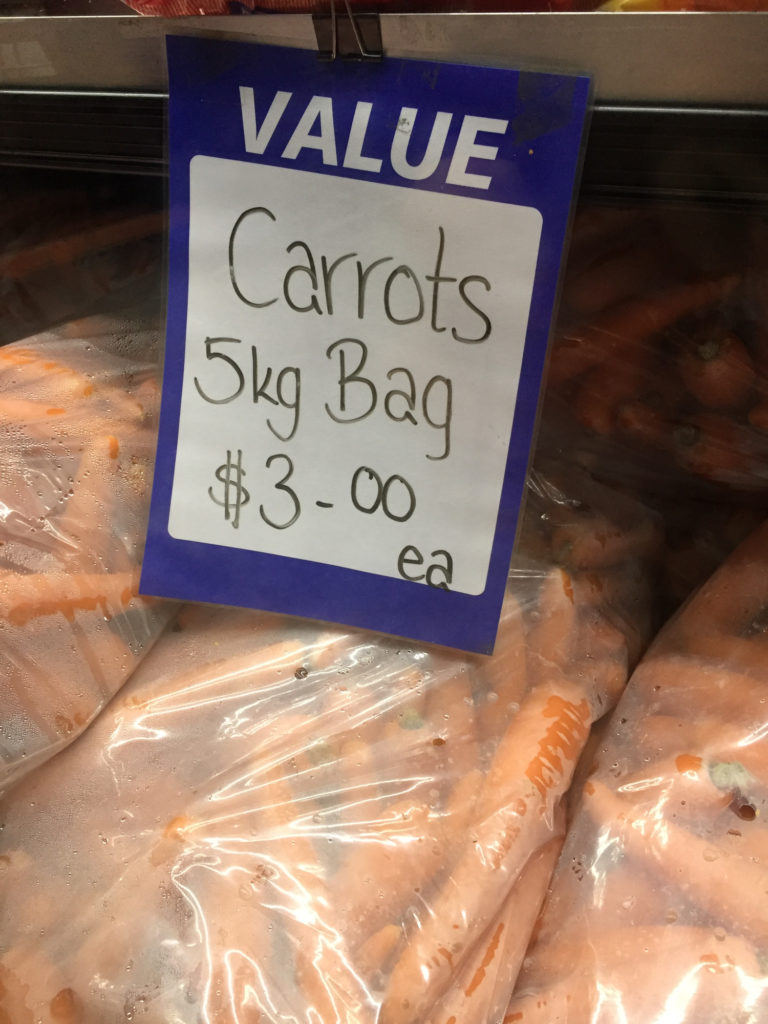 VALUE
Carrots
5kg Bag
$3-00
ea